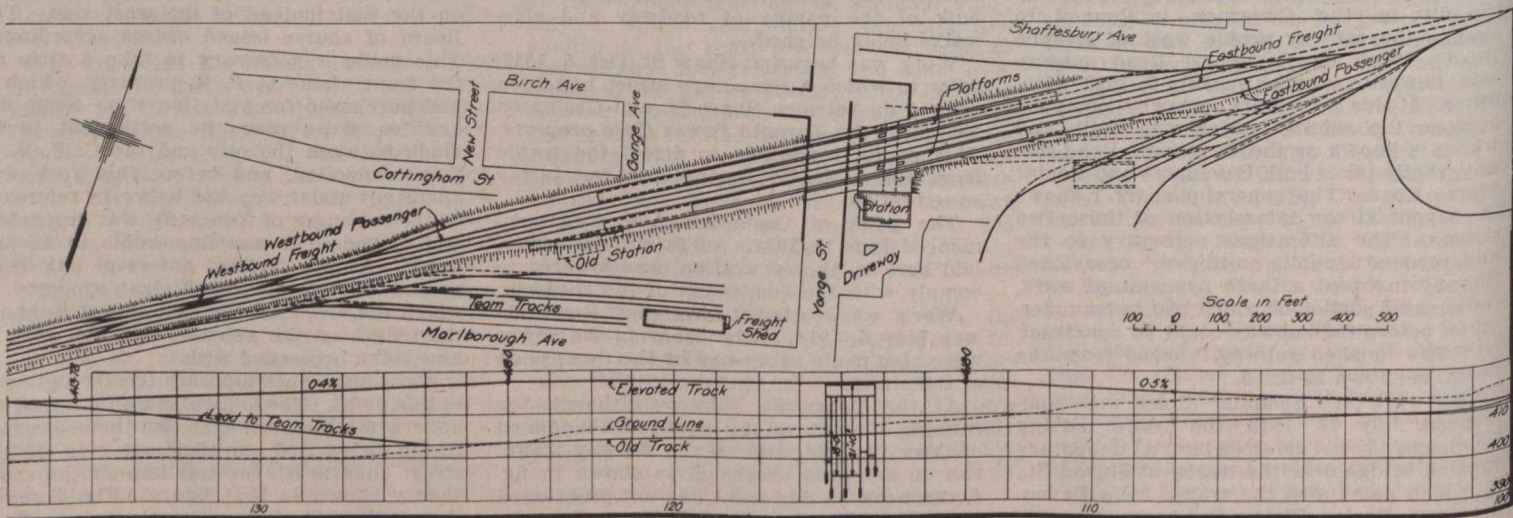 Shaftesbury Ave
Eastbound Freight
Eastbound Passenger
Birch Ave
Platforms
New Street
Gange Ave
Cottingham St
Station
Westbound Passenger
Westbound Freight
Old Station
Yonge St
Driveway
Team Tracks
Scale in Feet
100 0 100 200 300 400 500
Freight Shed
Marlborough Ave
0.4%
Elevated Track
0.5%
Lead to Team Tracks
Ground Line
Old Track
410
400
390
100
130
120
110